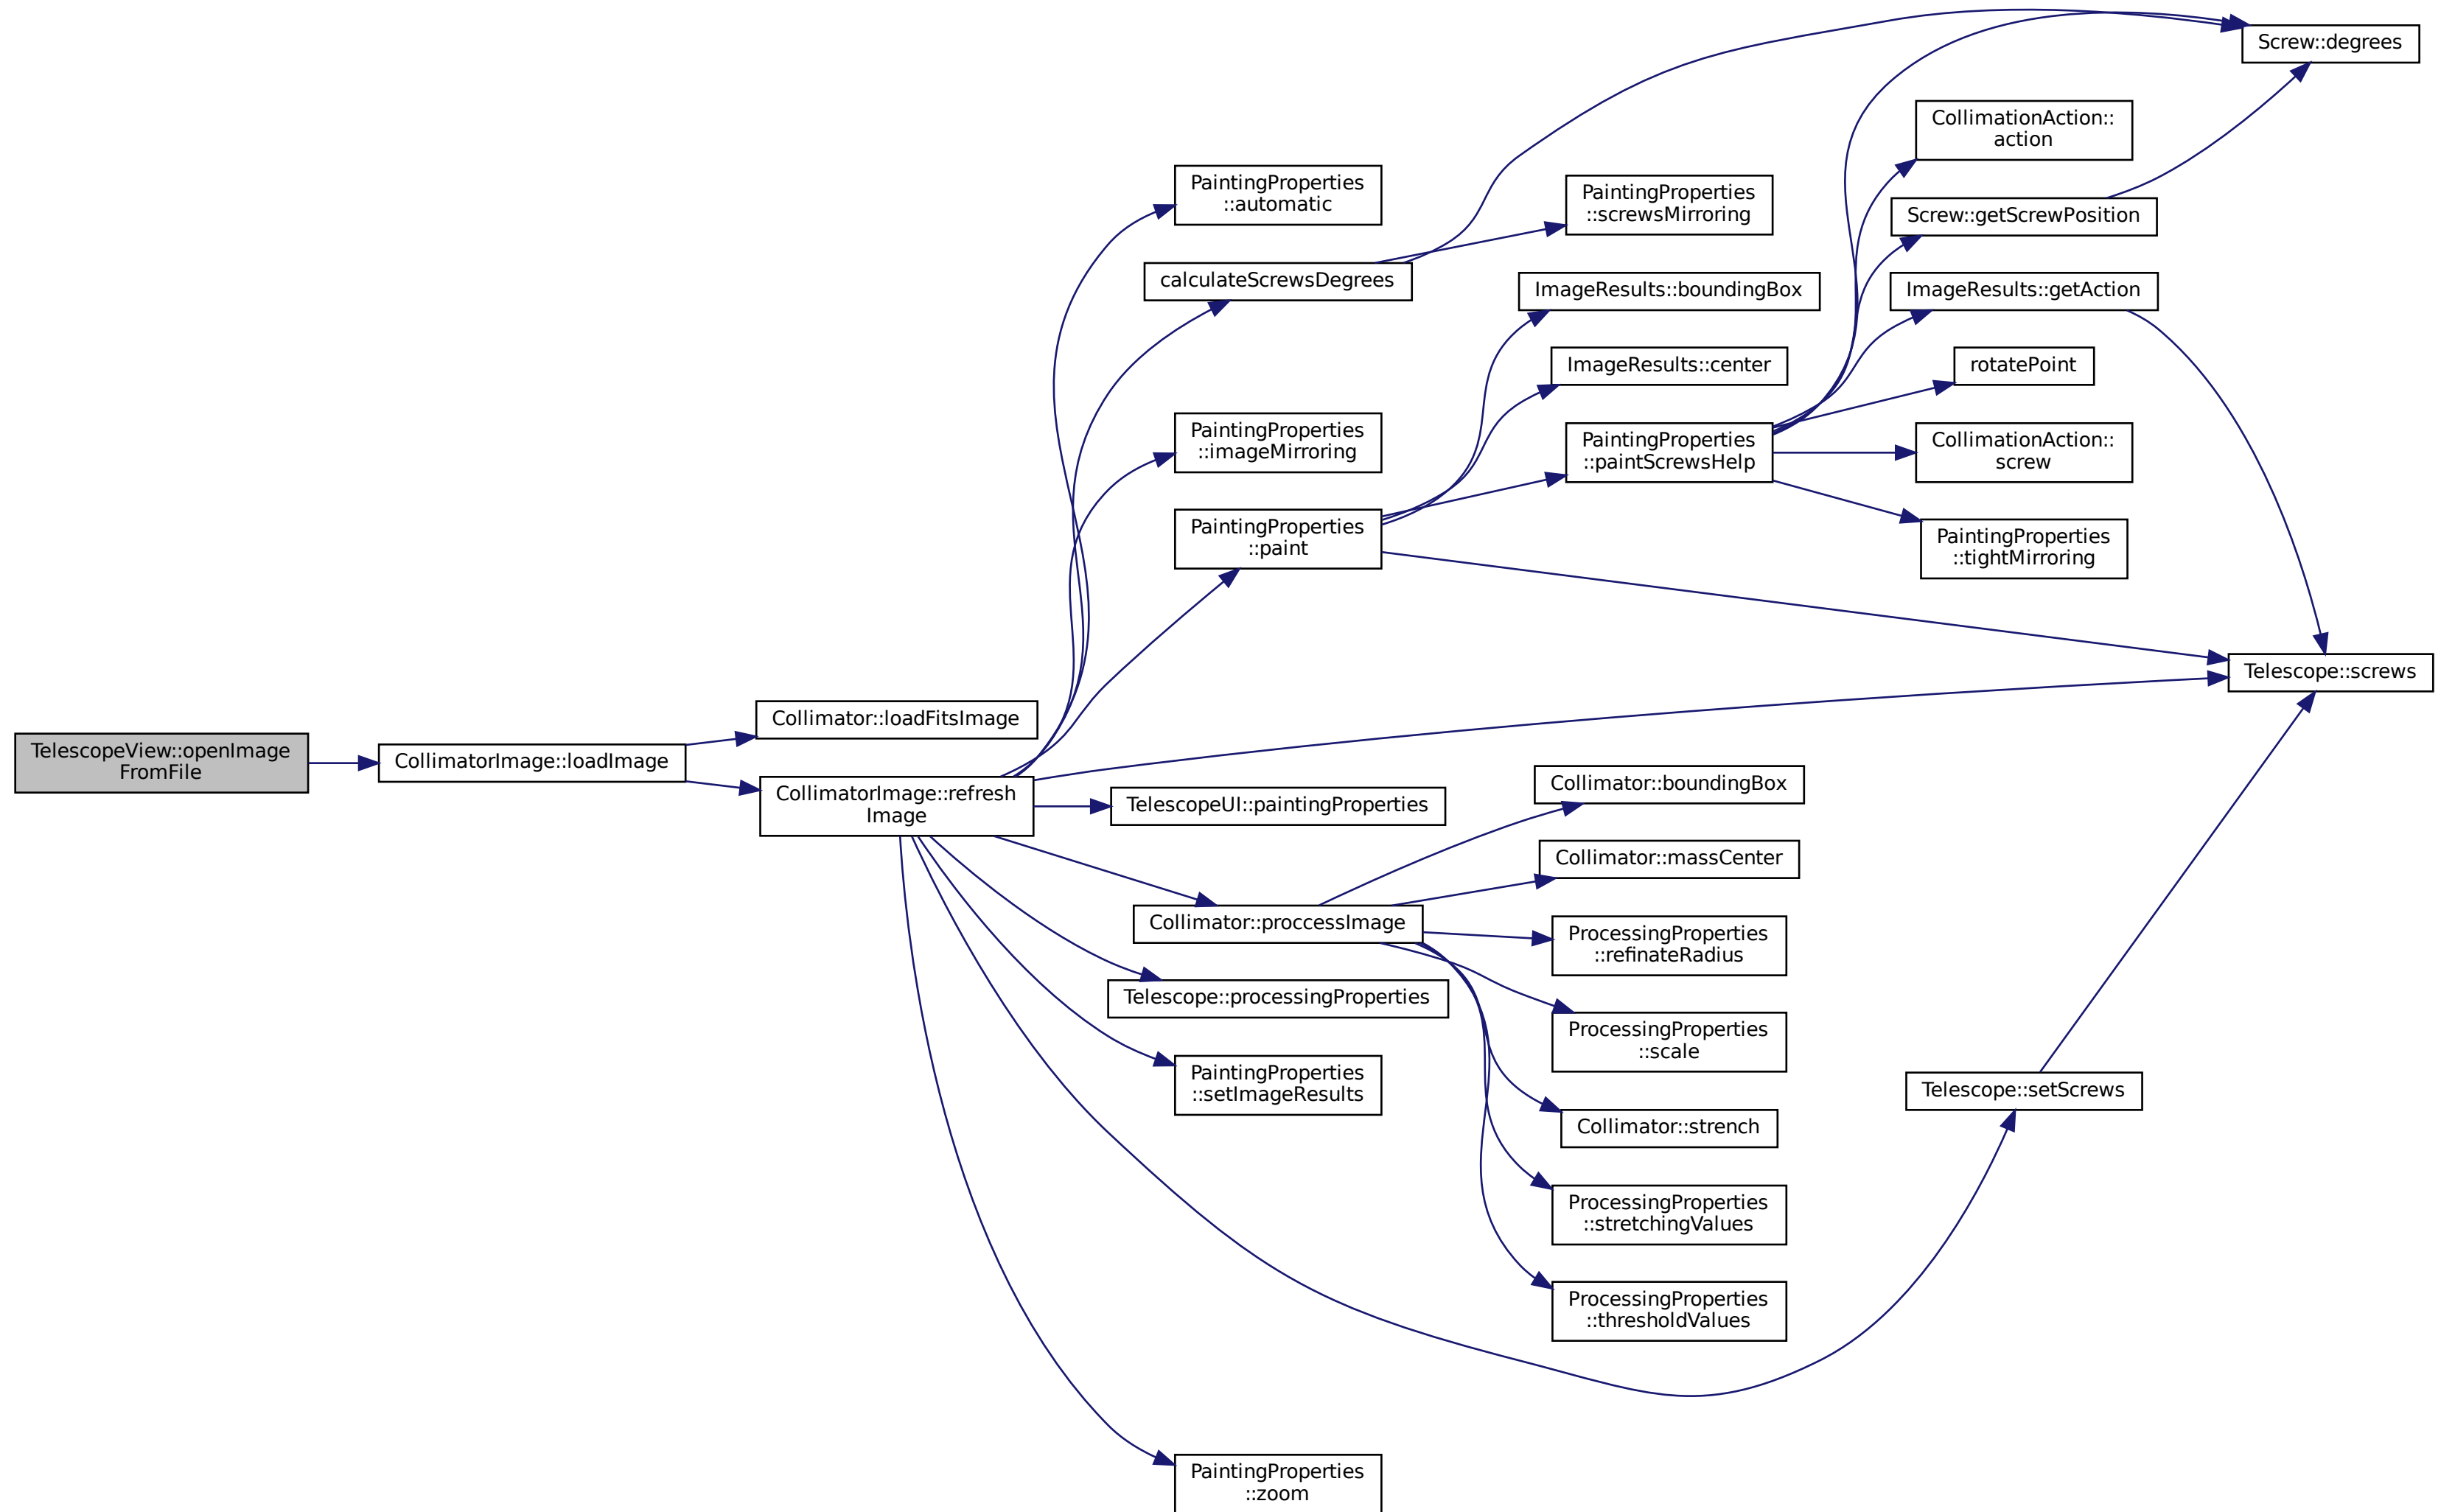 TelescopeView::openImage
FromFile
CollimatorImage::loadImage
Collimator::loadFitsImage
CollimatorImage::refresh
Image
PaintingProperties
::automatic
calculateScrewsDegrees
PaintingProperties
::imageMirroring
PaintingProperties
::paint
TelescopeUI::paintingProperties
Collimator::proccessImage
Telescope::processingProperties
PaintingProperties
::setImageResults
PaintingProperties
::zoom
PaintingProperties
::screwsMirroring
ImageResults::boundingBox
ImageResults::center
PaintingProperties
::paintScrewsHelp
Collimator::boundingBox
Collimator::massCenter
ProcessingProperties
::refinateRadius
ProcessingProperties
::scale
Collimator::strench
ProcessingProperties
::stretchingValues
ProcessingProperties
::thresholdValues
CollimationAction::
action
Screw::getScrewPosition
ImageResults::getAction
rotatePoint
CollimationAction::
screw
PaintingProperties
::tightMirroring
Telescope::setScrews
Screw::degrees
Telescope::screws